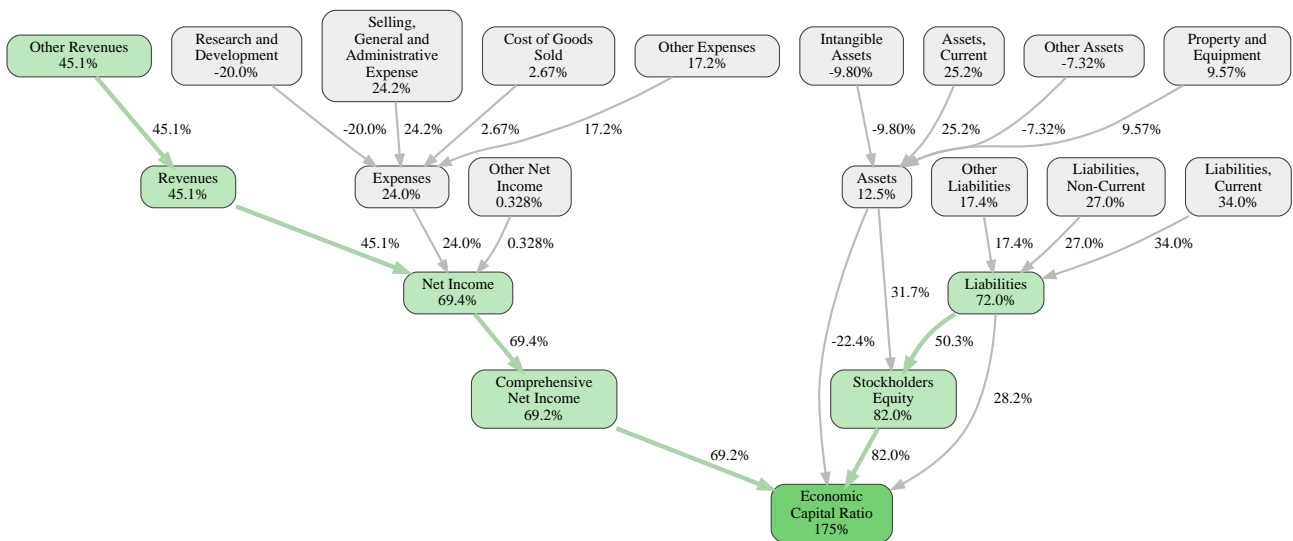 Other Revenues
45.1%
Research and
Development
-20.0%
Selling,
General and
Administrative
Expense
24.2%
Cost of Goods
Sold
2.67%
Other Expenses
17.2%
Intangible
Assets
-9.80%
Assets,
Current
25.2%
Other Assets
-7.32%
Property and
Equipment
9.57%
45.1%
-20.0%
24.2%
2.67%
17.2%
-9.80%
25.2%
-7.32%
9.57%
Revenues
45.1%
Expenses
24.0%
Other Net
Income
0.328%
Assets
12.5%
Other
Liabilities
17.4%
Liabilities,
Non-Current
27.0%
Liabilities,
Current
34.0%
45.1%
24.0%
0.328%
17.4%
27.0%
34.0%
Net Income
69.4%
31.7%
Liabilities
72.0%
69.4%
-22.4%
50.3%
Comprehensive
Net Income
69.2%
Stockholders
Equity
82.0%
28.2%
69.2%
82.0%
Economic
Capital Ratio
175%